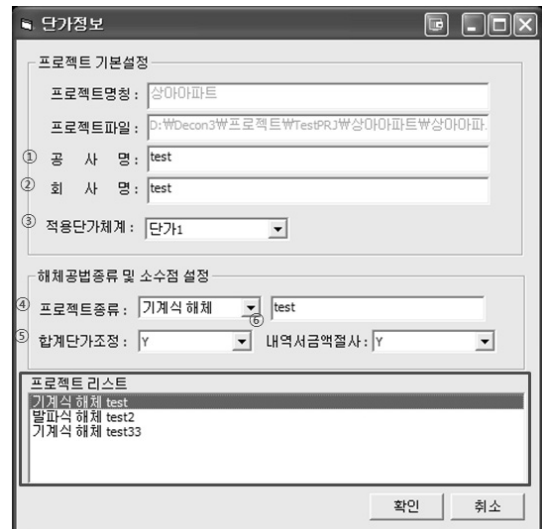 단가정보
프로젝트 기본설정
프로젝트명칭 : 상아아파트
프로젝트파일 : D:₩Decon3₩프로젝트₩TestPRJ₩상아아파트₩상아아파.
① 공 사 명 : test
② 회 사 명 : test
③ 적용단가체계 : 단가1
해체공법종류 및 소수점 설정
④ 프로젝트종류 : 기계식 해체 ⑥ test
⑤ 합계단가조정 : Y 내역서금액절사 : Y
프로젝트 리스트
기계식 해체 test
발파식 해체 test2
기계식 해체 test33
확인 취소